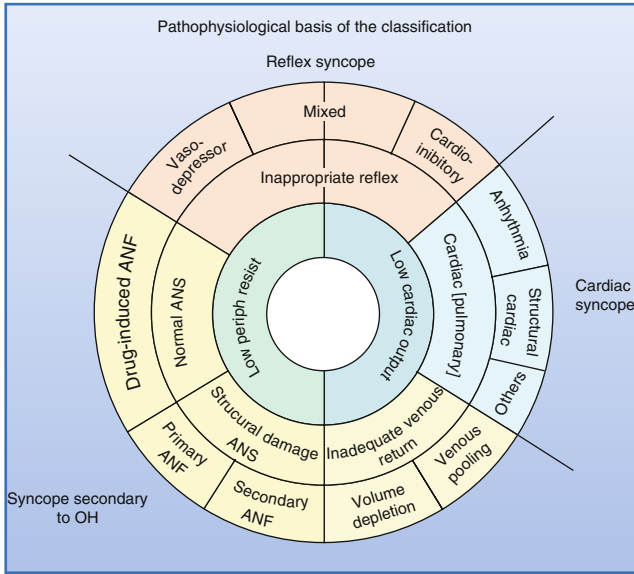 Pathophysiological basis of the classification
Reflex syncope
Mixed
Vaso-
depressor
Cardio-
inibitory
Inappropriate reflex
Anhythmia
Drug-induced ANF
Normal ANS
Low periph resist
Low cardiac output
Cardiac [pulmonary]
Structural
cardiac
Cardiac
syncope
Others
Strucural damage
ANS
Inadequate venous
return
Venous
pooling
Primary
ANF
Secondary
ANF
Volume
depletion
Syncope secondary
to OH